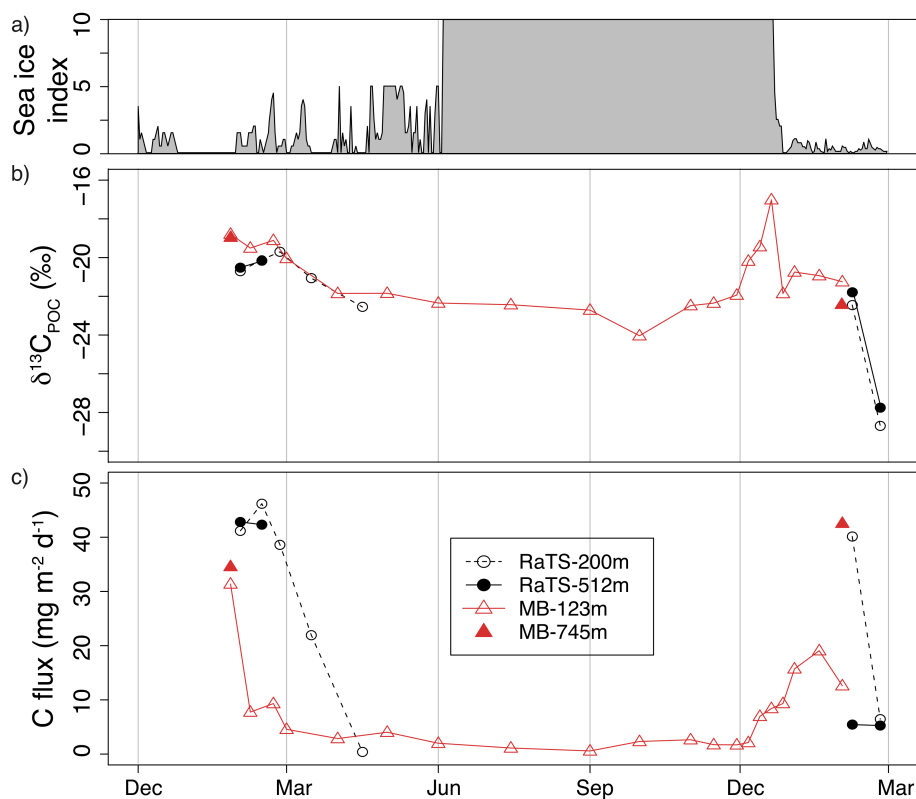 a)
Sea ice
index
10
5
0
b)
δ¹³C_POC (‰)
−16
−20
−24
−28
c)
C flux (mg m⁻² d⁻¹)
50
40
30
20
10
0
RaTS-200m
RaTS-512m
MB-123m
MB-745m
Dec Mar Jun Sep Dec Mar